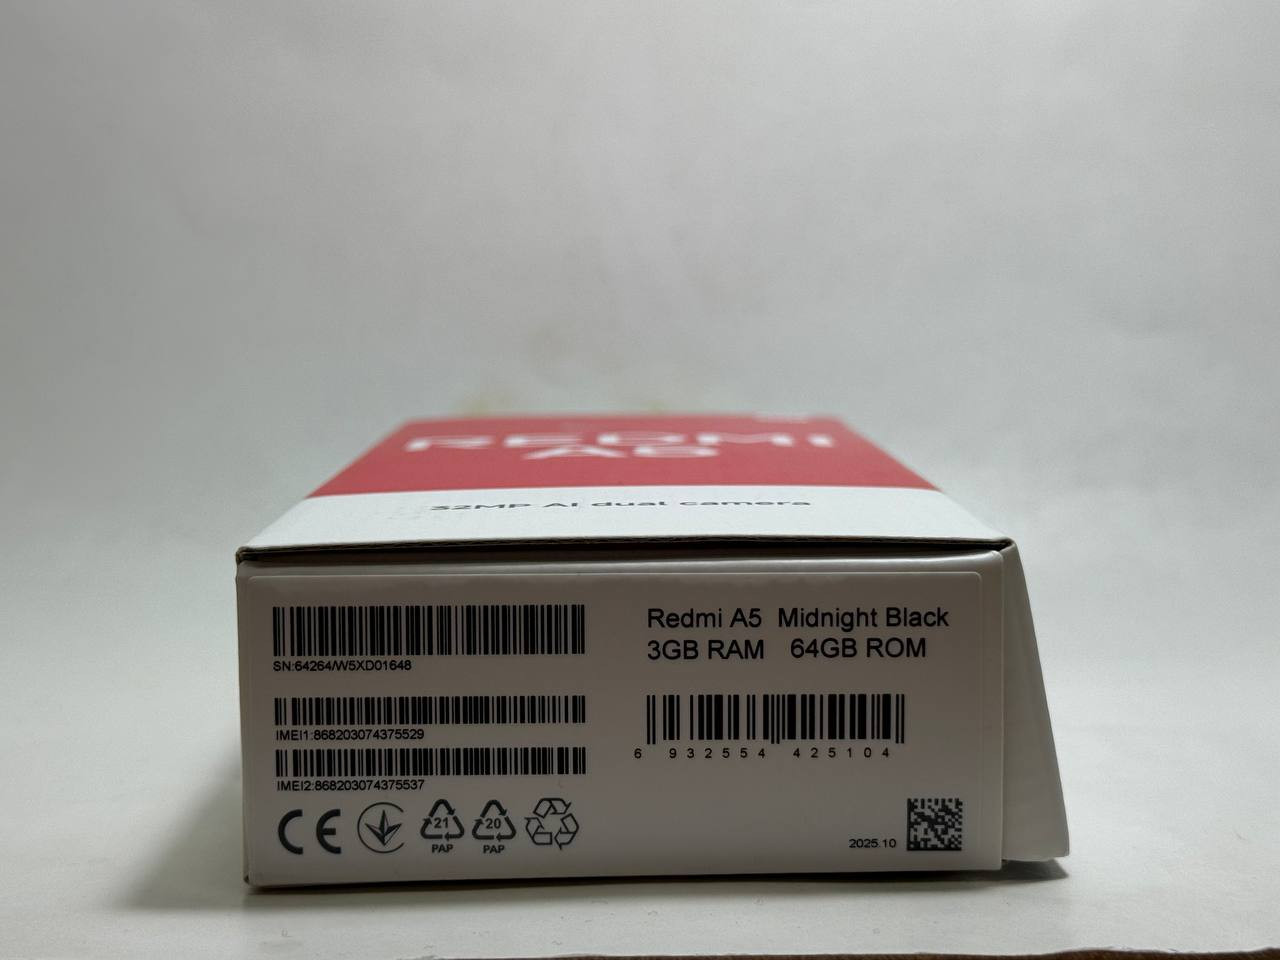 REDMI
A5
32MP AI dual camera
SN:64264/W5XD01648
IMEI1:868203074375529
IMEI2:868203074375537
CE
21
PAP
20
PAP
Redmi A5 Midnight Black
3GB RAM 64GB ROM
6 932554 425104
2025.10